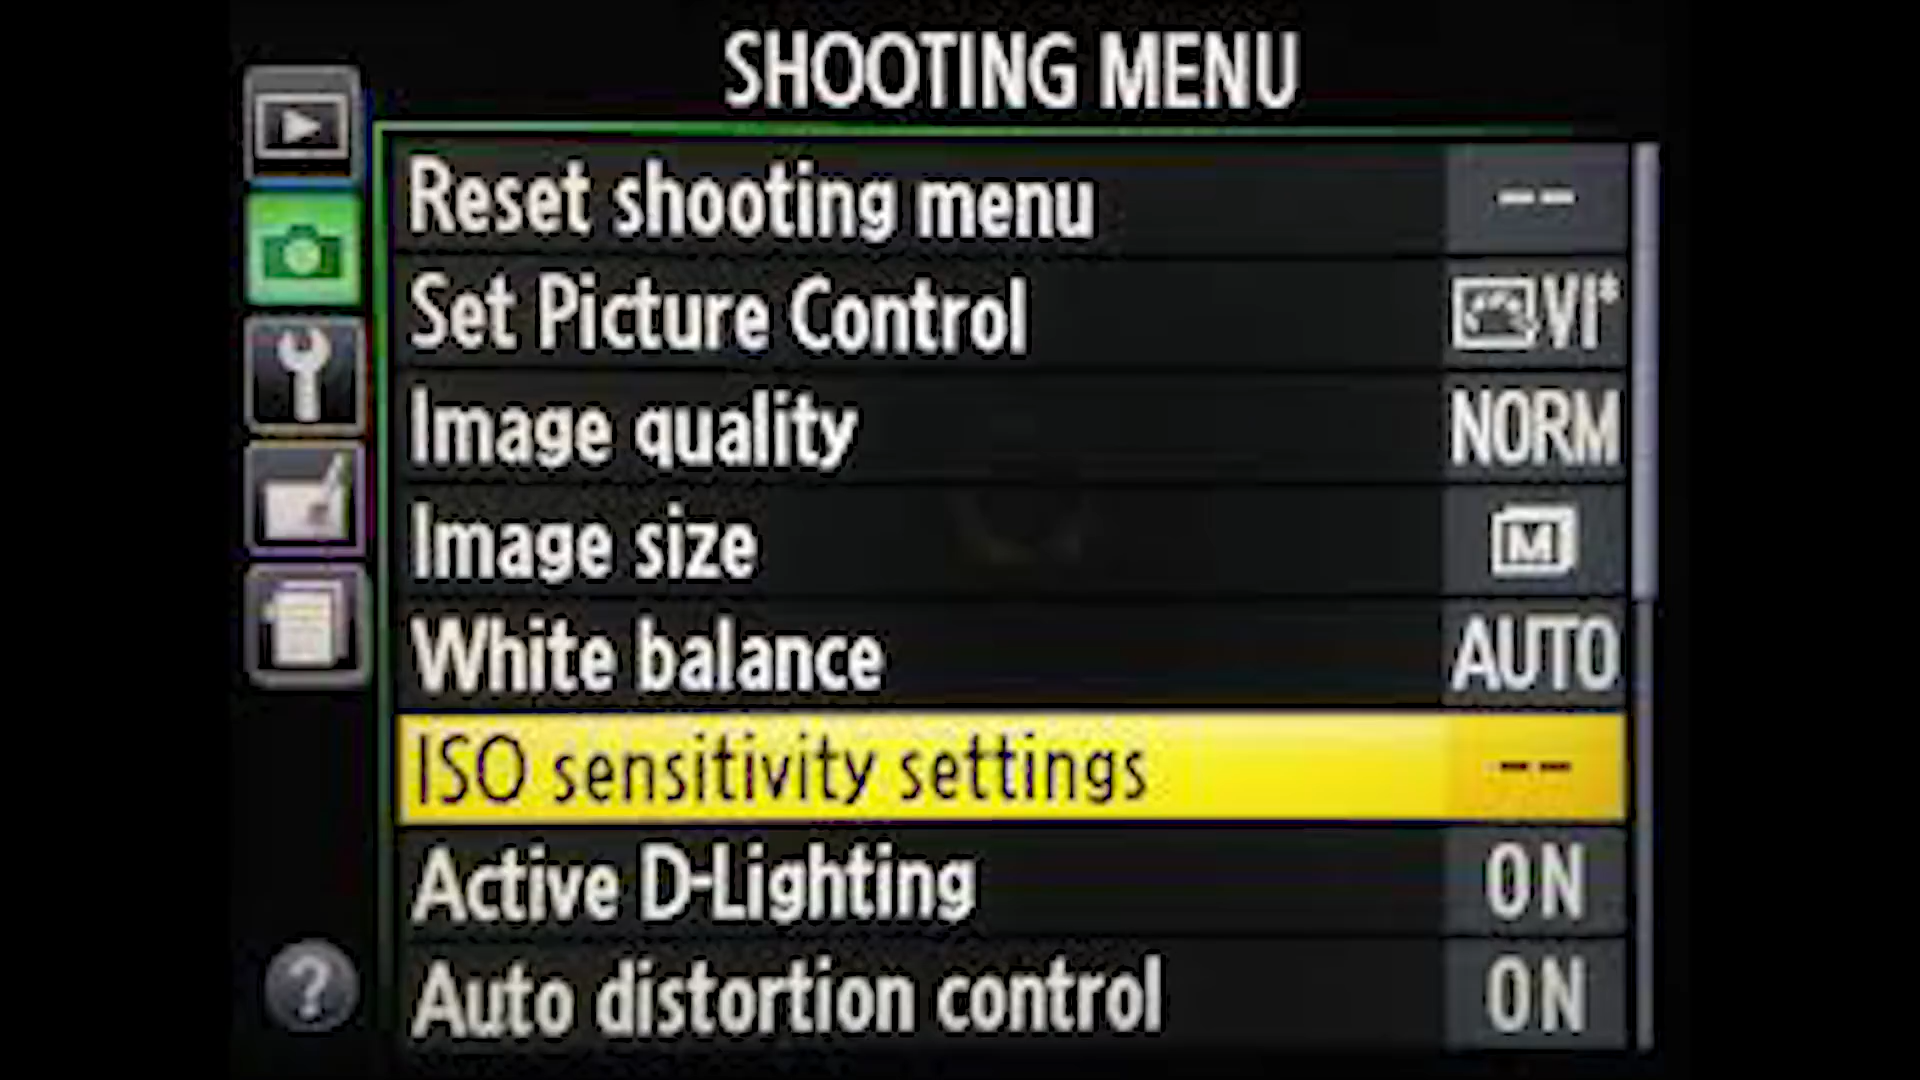 SHOOTING MENU
Reset shooting menu --
Set Picture Control VI*
Image quality NORM
Image size M
White balance AUTO
ISO sensitivity settings --
Active D-Lighting ON
Auto distortion control ON
?